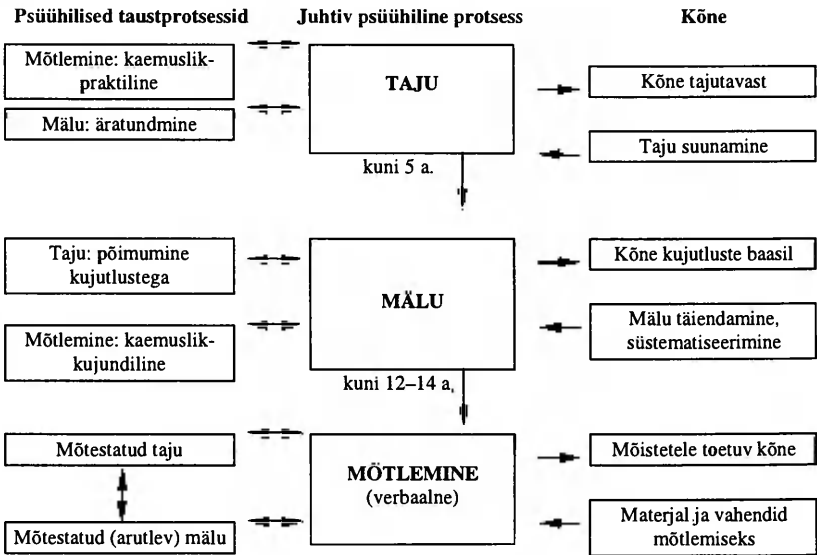 Psüühilised taustprotsessid
Juhtiv psüühiline protsess
Kõne
Mõtlemine: kaemuslik-
praktiline
Mälu: äratundmine
TAJU
Kõne tajutavast
Taju suunamine
kuni 5 a.
Taju: põimumine
kujutlustega
Mõtlemine: kaemuslik-
kujundiline
MÄLU
Kõne kujutluste baasil
Mälu täiendamine,
süstematiseerimine
kuni 12–14 a.
Mõtestatud taju
Mõtestatud (arutlev) mälu
MÕTLEMINE
(verbaalne)
Mõistetele toetuv kõne
Materjal ja vahendid
mõtlemiseks